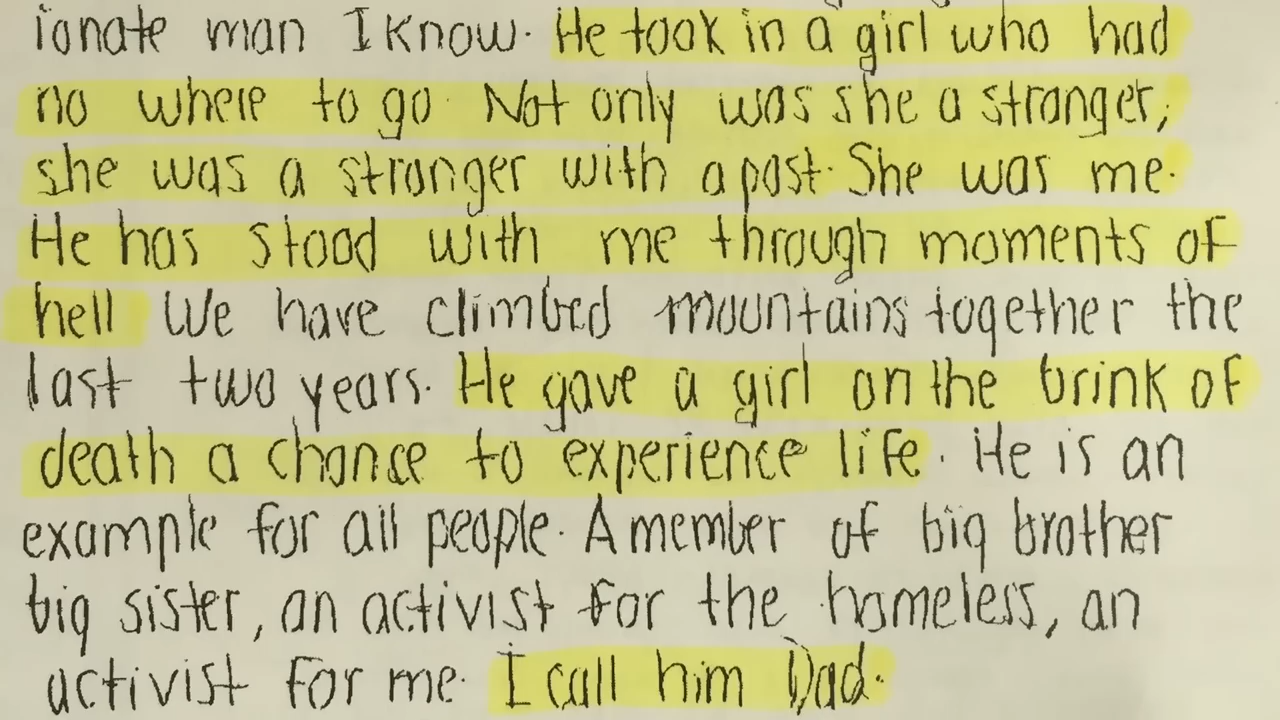 ionate man I know. He took in a girl who had
no where to go. Not only was she a stranger,
she was a stranger with a past. She was me.
He has stood with me through moments of
hell We have climbed mountains together the
last two years. He gave a girl on the brink of
death a chance to experience life. He is an
example for all people. A member of big brother
big sister, an activist for the homeless, an
activist for me. I call him Dad.